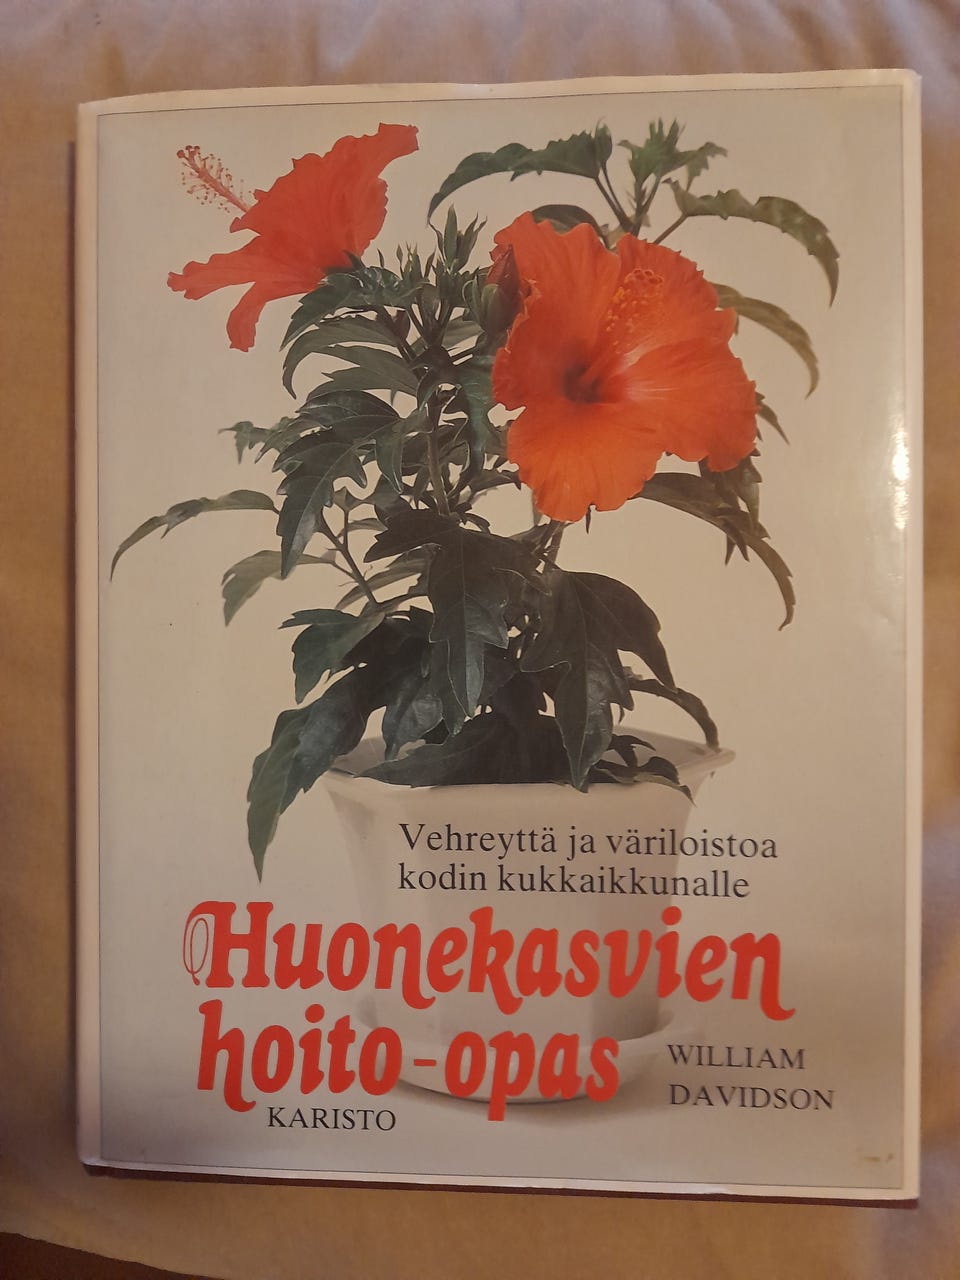 Vehreyttä ja väriloistoa
kodin kukkaikkunalle
Huonekasvien
hoito-opas
WILLIAM
DAVIDSON
KARISTO